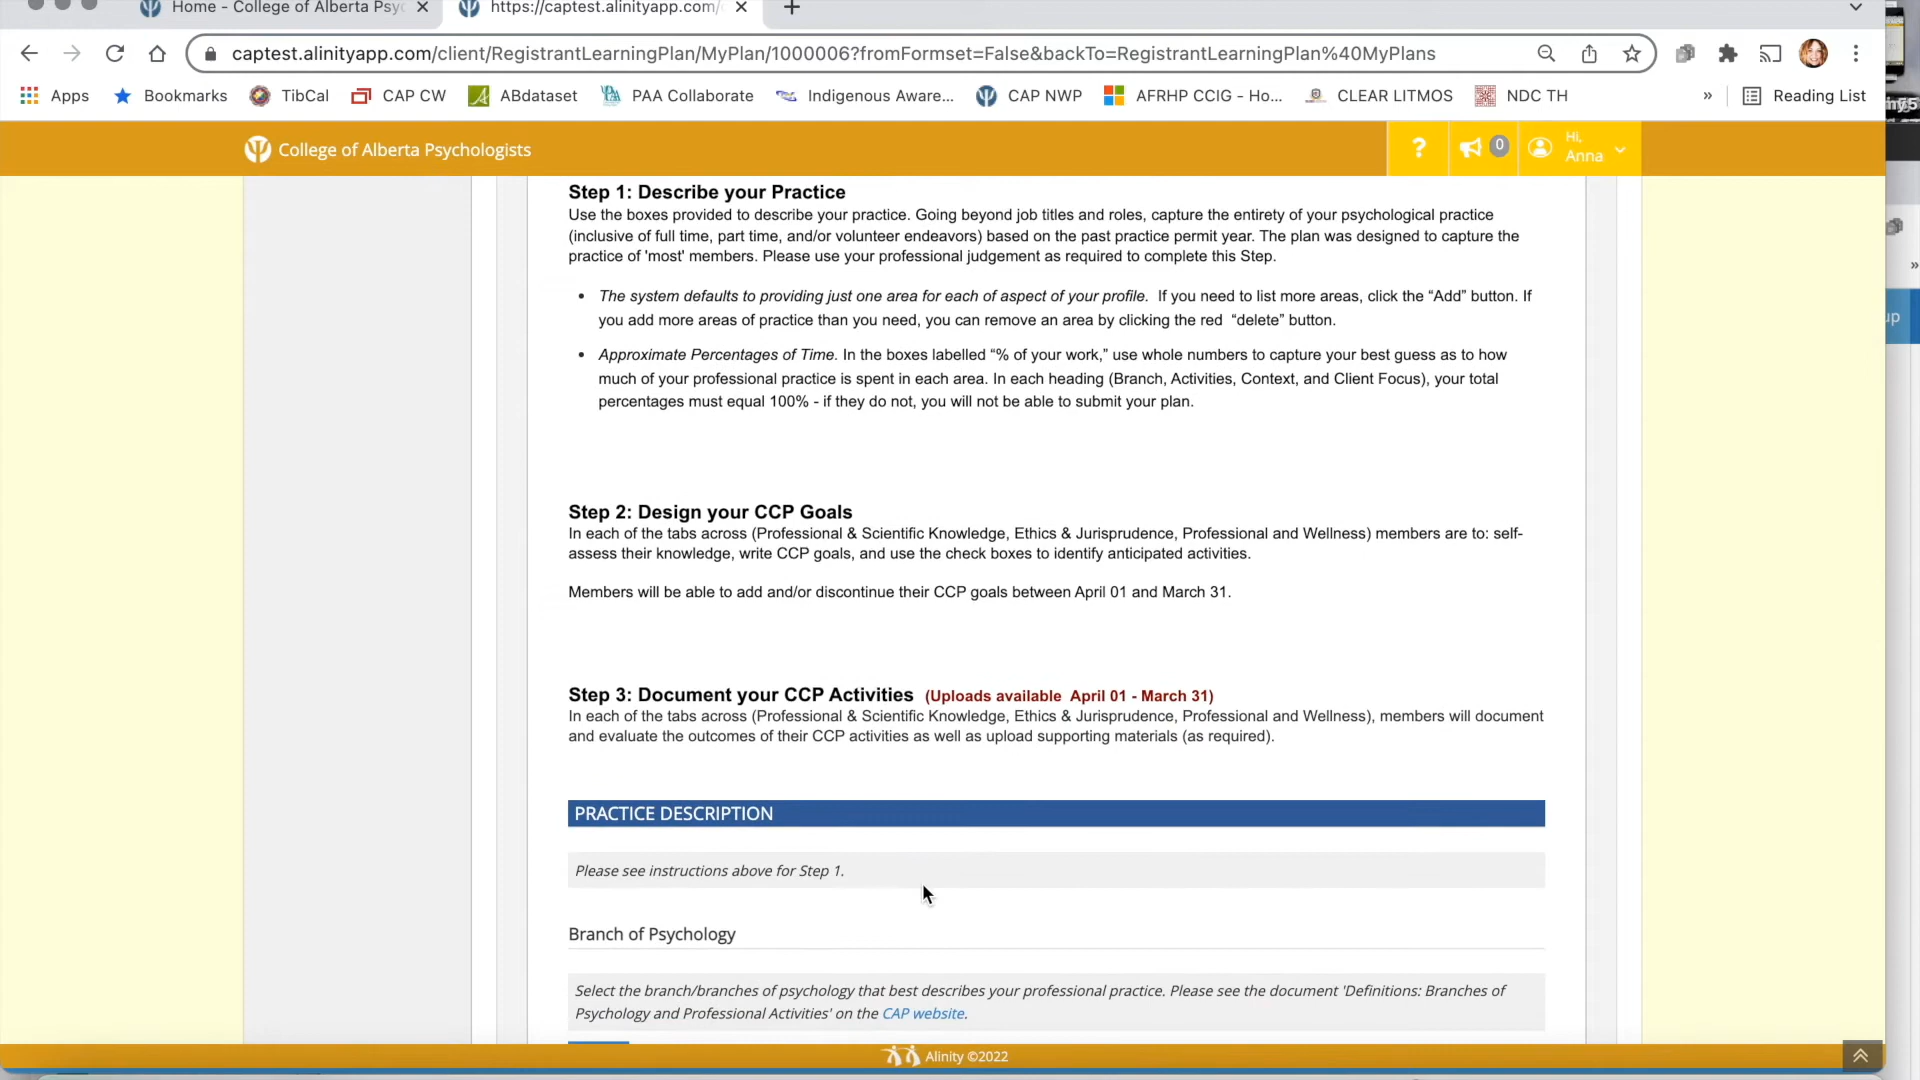 Home - College of Alberta Psyc
https://captest.alinityapp.com/
captest.alinityapp.com/client/RegistrantLearningPlan/MyPlan/1000006?fromFormset=False&backTo=RegistrantLearningPlan%40MyPlans
Apps Bookmarks TibCal CAP CW ABdataset PAA Collaborate Indigenous Aware... CAP NWP AFRHP CCIG - Ho... CLEAR LITMOS NDC TH » Reading List
College of Alberta Psychologists
? 0 Hi, Anna
Step 1: Describe your Practice
Use the boxes provided to describe your practice. Going beyond job titles and roles, capture the entirety of your psychological practice
(inclusive of full time, part time, and/or volunteer endeavors) based on the past practice permit year. The plan was designed to capture the
practice of 'most' members. Please use your professional judgement as required to complete this Step.
• The system defaults to providing just one area for each of aspect of your profile. If you need to list more areas, click the “Add” button. If
you add more areas of practice than you need, you can remove an area by clicking the red “delete” button.
• Approximate Percentages of Time. In the boxes labelled “% of your work,” use whole numbers to capture your best guess as to how
much of your professional practice is spent in each area. In each heading (Branch, Activities, Context, and Client Focus), your total
percentages must equal 100% - if they do not, you will not be able to submit your plan.
Step 2: Design your CCP Goals
In each of the tabs across (Professional & Scientific Knowledge, Ethics & Jurisprudence, Professional and Wellness) members are to: self-
assess their knowledge, write CCP goals, and use the check boxes to identify anticipated activities.
Members will be able to add and/or discontinue their CCP goals between April 01 and March 31.
Step 3: Document your CCP Activities (Uploads available April 01 - March 31)
In each of the tabs across (Professional & Scientific Knowledge, Ethics & Jurisprudence, Professional and Wellness), members will document
and evaluate the outcomes of their CCP activities as well as upload supporting materials (as required).
PRACTICE DESCRIPTION
Please see instructions above for Step 1.
Branch of Psychology
Select the branch/branches of psychology that best describes your professional practice. Please see the document 'Definitions: Branches of
Psychology and Professional Activities' on the CAP website.
Alinity ©2022